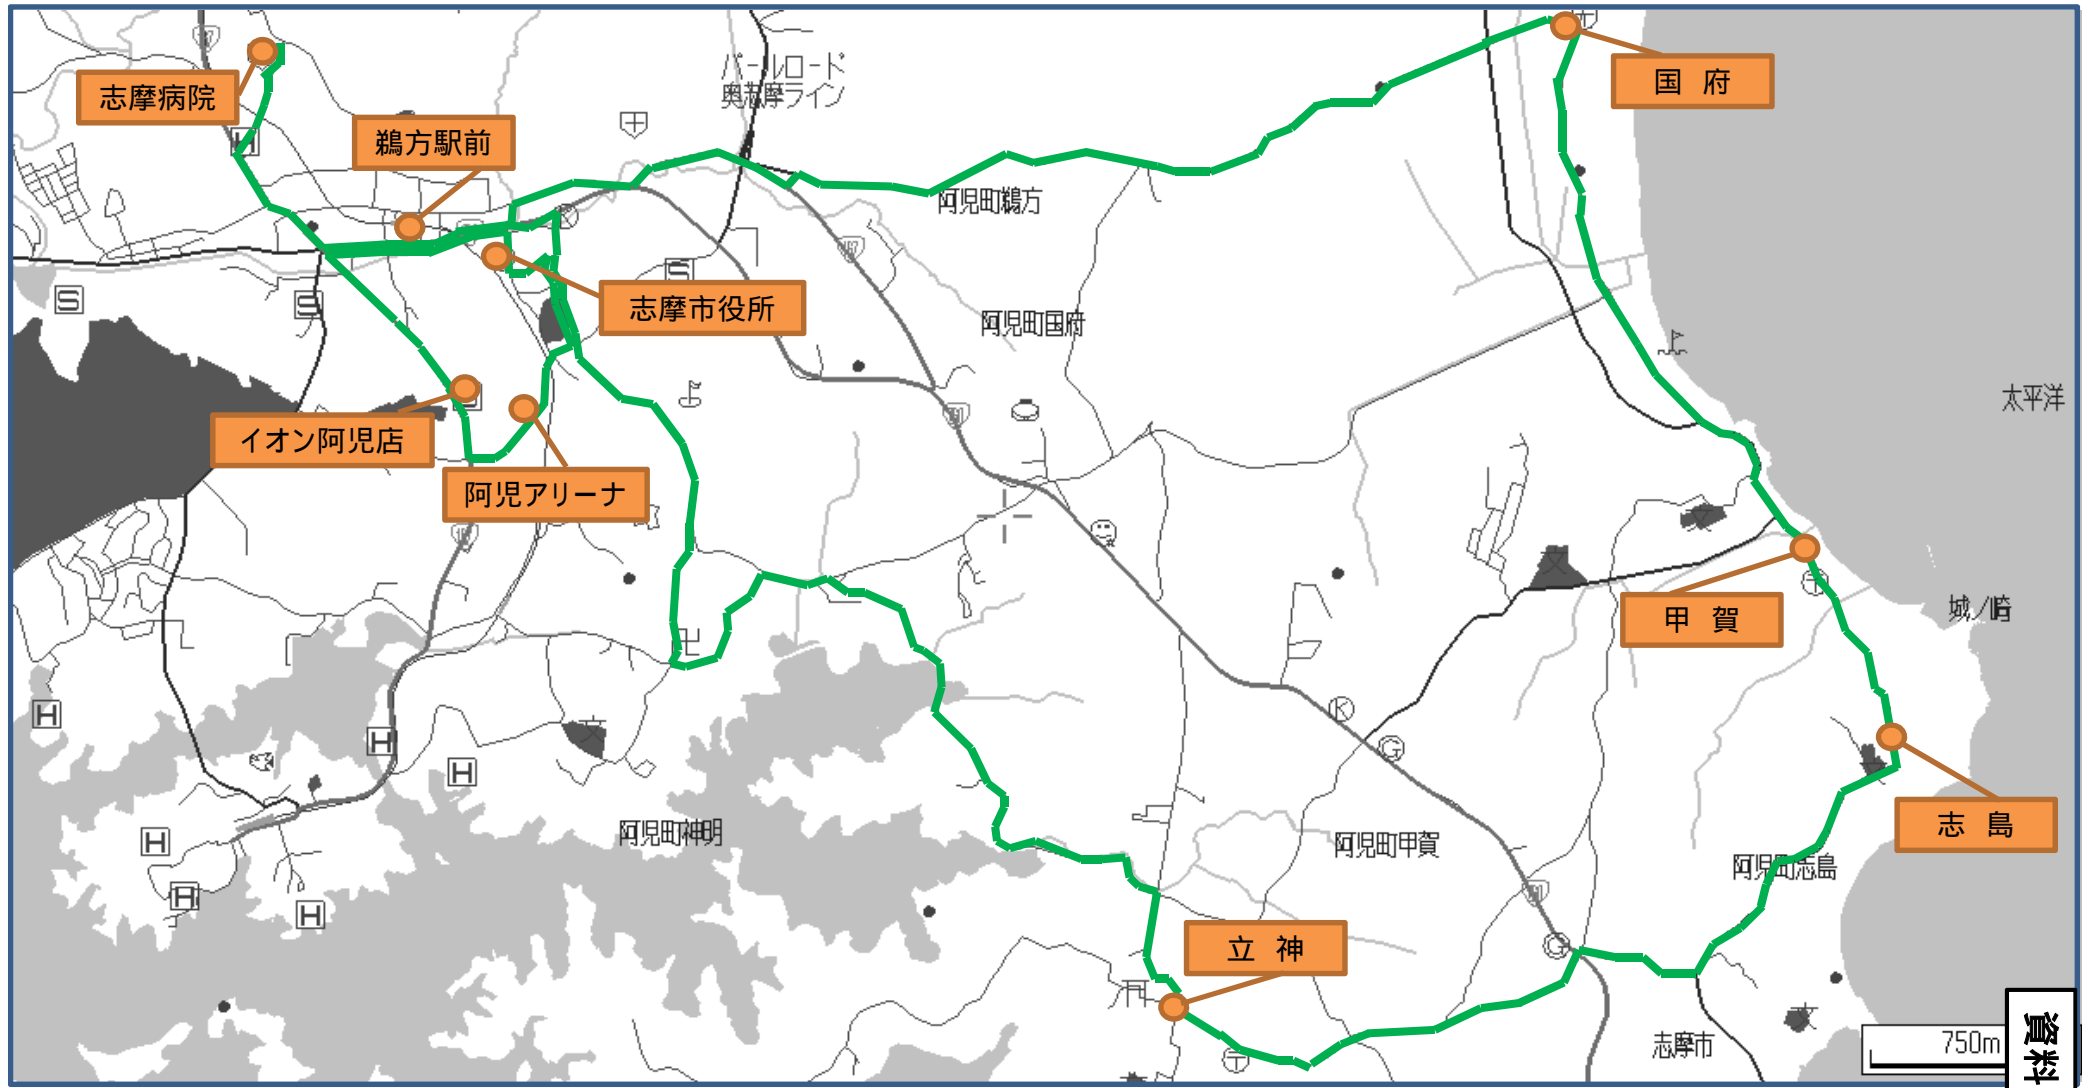 国 府
志摩病院
パールロード
奥志摩ライン
鵜方駅前
阿児町鵜方
志摩市役所
阿児町国府
太平洋
イオン阿児店
阿児アリーナ
甲 賀
城ノ崎
志 島
阿児町神明
阿児町甲賀
阿児町志島
立 神
志摩市
750m
資料